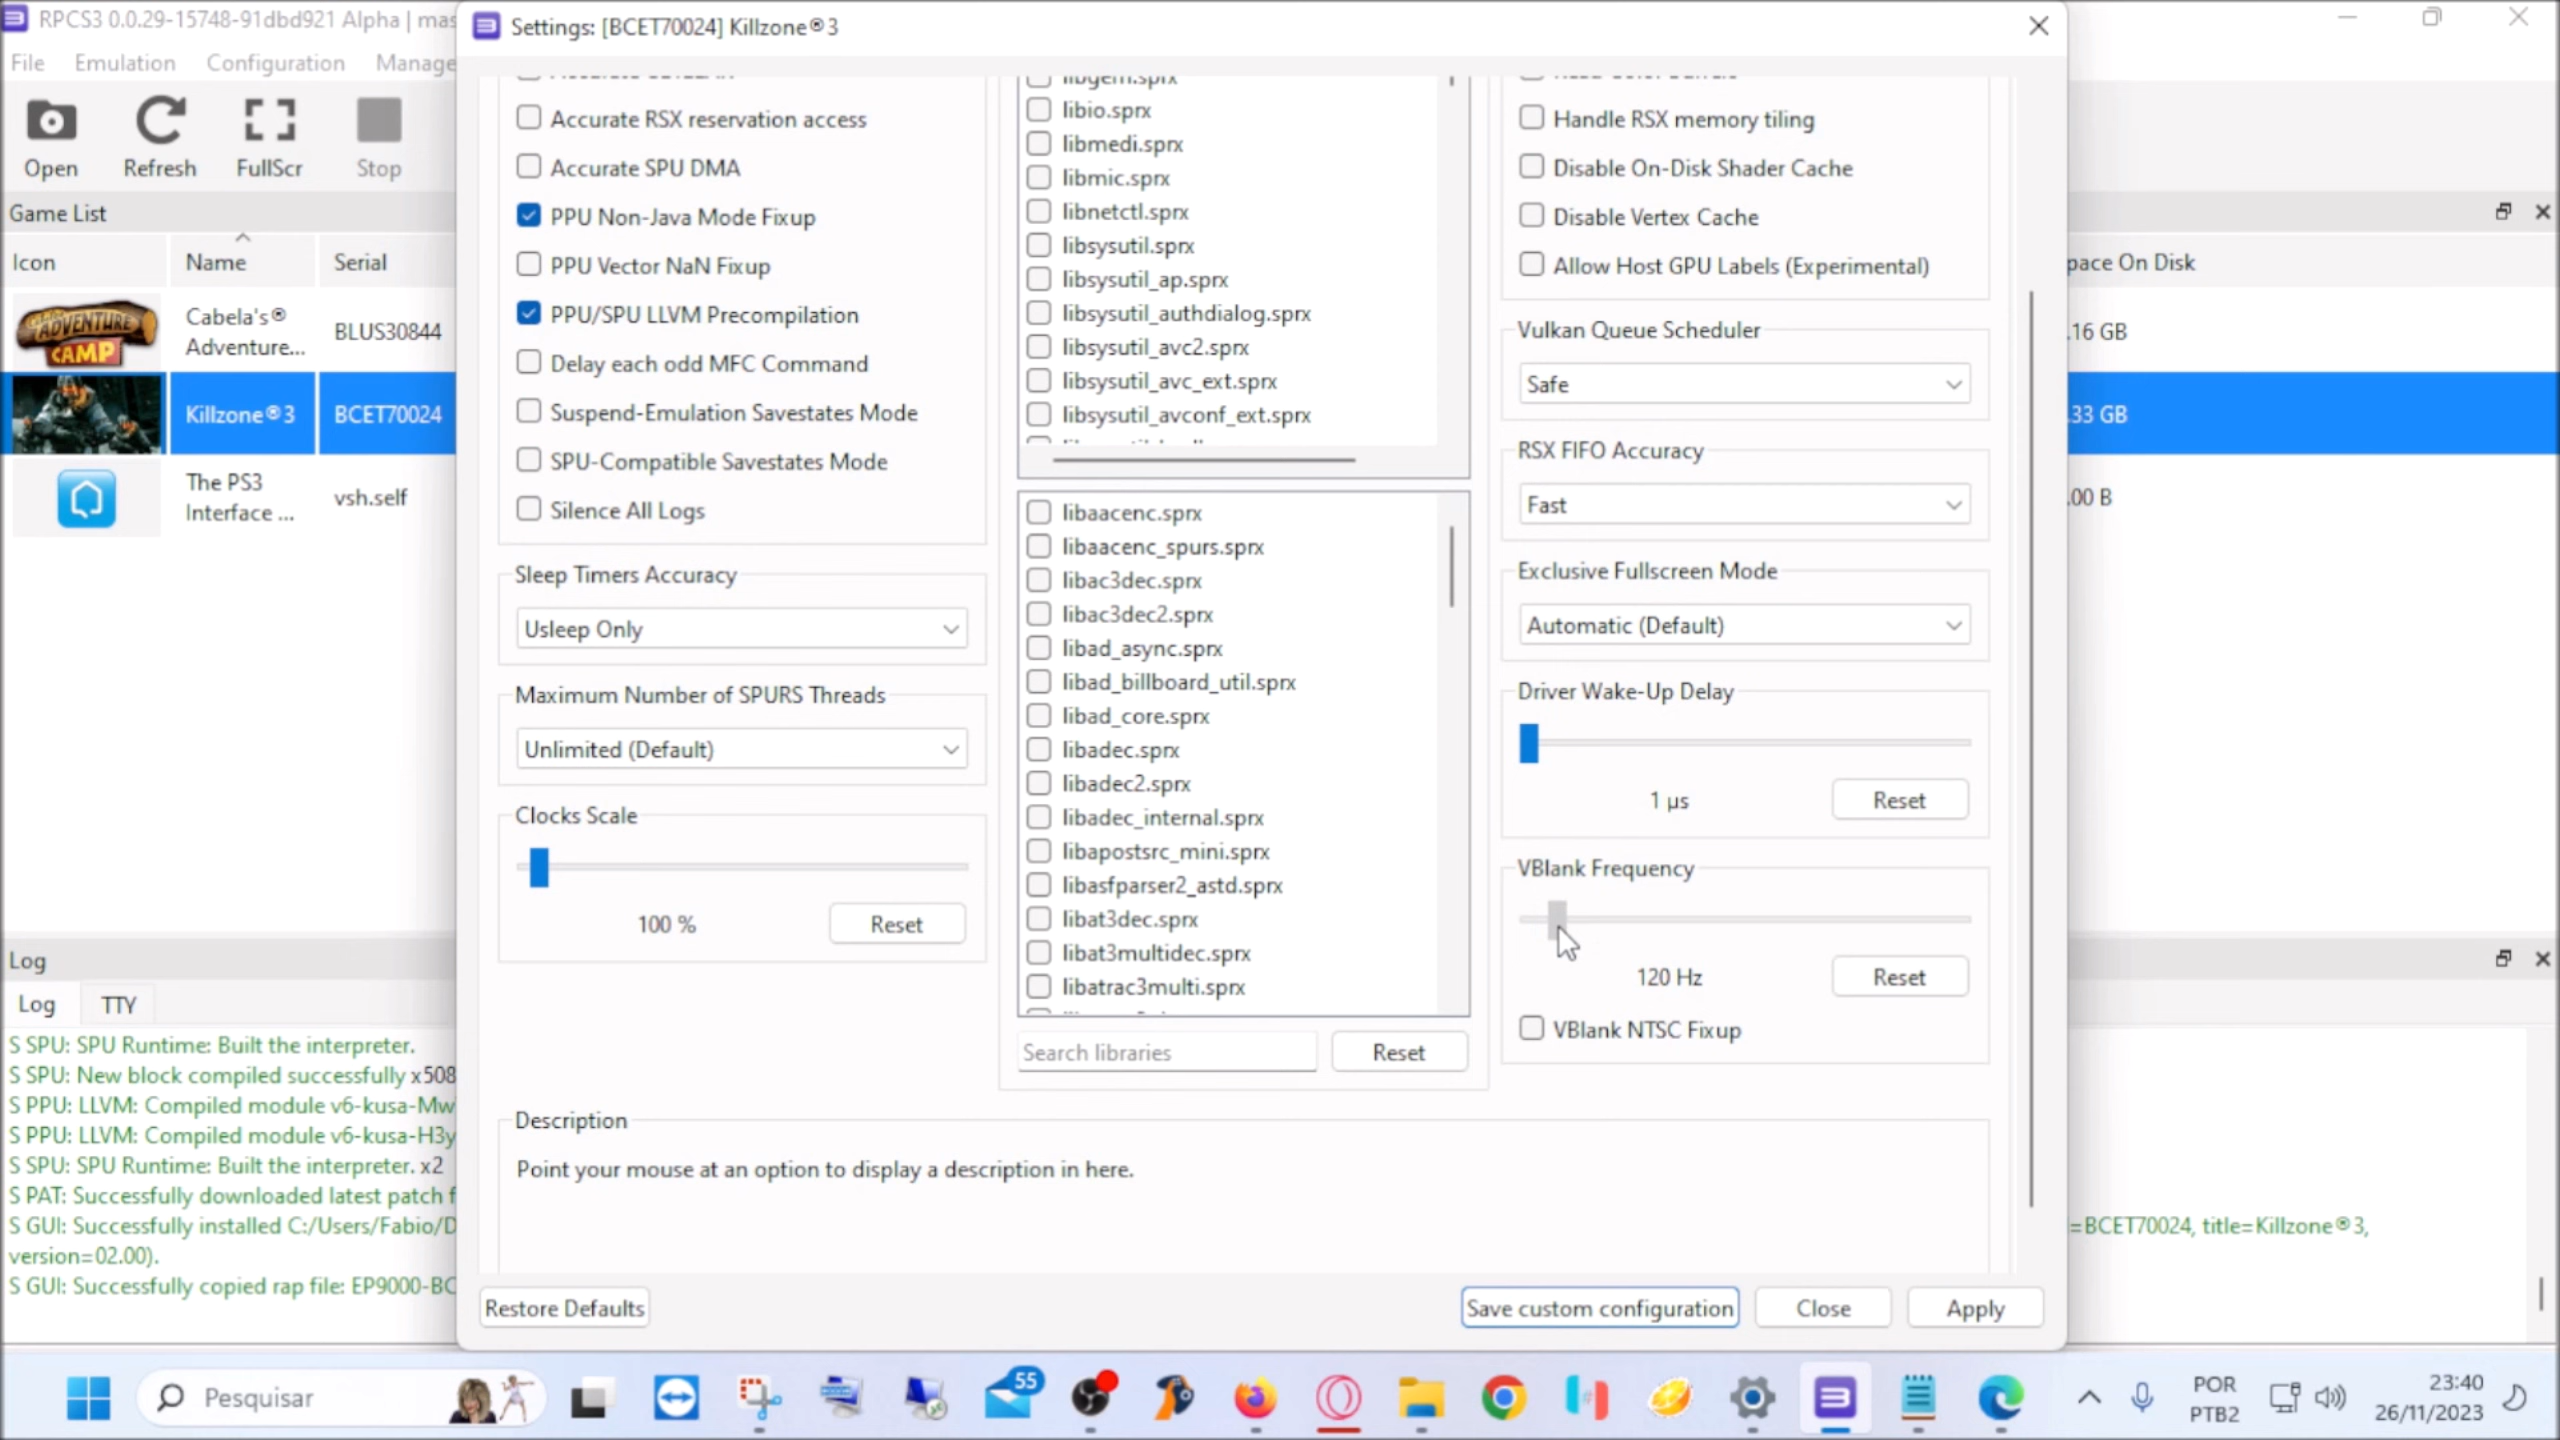 RPCS3 0.0.29-15748-91dbd921 Alpha | mas
File Emulation Configuration Manage
Open Refresh FullScr Stop
Game List
Icon Name Serial
ADVENTURE CAMP
Cabela's®
Adventure...
BLUS30844
Killzone®3 BCET70024
The PS3
Interface ...
vsh.self
Log
Log TTY
S SPU: SPU Runtime: Built the interpreter.
S SPU: New block compiled successfully x508
S PPU: LLVM: Compiled module v6-kusa-Mw
S PPU: LLVM: Compiled module v6-kusa-H3y
S SPU: SPU Runtime: Built the interpreter. x2
S PAT: Successfully downloaded latest patch f
S GUI: Successfully installed C:/Users/Fabio/D
version=02.00).
S GUI: Successfully copied rap file: EP9000-BC
Settings: [BCET70024] Killzone®3
Accurate RSX reservation access
Accurate SPU DMA
PPU Non-Java Mode Fixup
PPU Vector NaN Fixup
PPU/SPU LLVM Precompilation
Delay each odd MFC Command
Suspend-Emulation Savestates Mode
SPU-Compatible Savestates Mode
Silence All Logs
Sleep Timers Accuracy
Usleep Only
Maximum Number of SPURS Threads
Unlimited (Default)
Clocks Scale
100 % Reset
libgem.sprx
libio.sprx
libmedi.sprx
libmic.sprx
libnetctl.sprx
libsysutil.sprx
libsysutil_ap.sprx
libsysutil_authdialog.sprx
libsysutil_avc2.sprx
libsysutil_avc_ext.sprx
libsysutil_avconf_ext.sprx
libaacenc.sprx
libaacenc_spurs.sprx
libac3dec.sprx
libac3dec2.sprx
libad_async.sprx
libad_billboard_util.sprx
libad_core.sprx
libadec.sprx
libadec2.sprx
libadec_internal.sprx
libapostsrc_mini.sprx
libasfparser2_astd.sprx
libat3dec.sprx
libat3multidec.sprx
libatrac3multi.sprx
Search libraries Reset
Handle RSX memory tiling
Disable On-Disk Shader Cache
Disable Vertex Cache
Allow Host GPU Labels (Experimental)
Vulkan Queue Scheduler
Safe
RSX FIFO Accuracy
Fast
Exclusive Fullscreen Mode
Automatic (Default)
Driver Wake-Up Delay
1 µs Reset
VBlank Frequency
120 Hz Reset
VBlank NTSC Fixup
Description
Point your mouse at an option to display a description in here.
Restore Defaults Save custom configuration Close Apply
pace On Disk
.16 GB
.33 GB
.00 B
=BCET70024, title=Killzone®3,
Pesquisar
55
POR
PTB2
23:40
26/11/2023